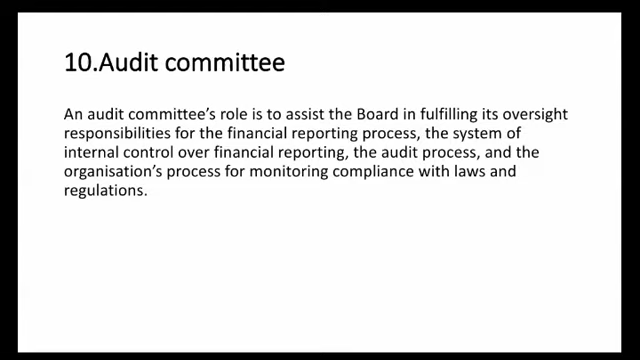 10.Audit committee
An audit committee's role is to assist the Board in fulfilling its oversight
responsibilities for the financial reporting process, the system of
internal control over financial reporting, the audit process, and the
organisation's process for monitoring compliance with laws and
regulations.